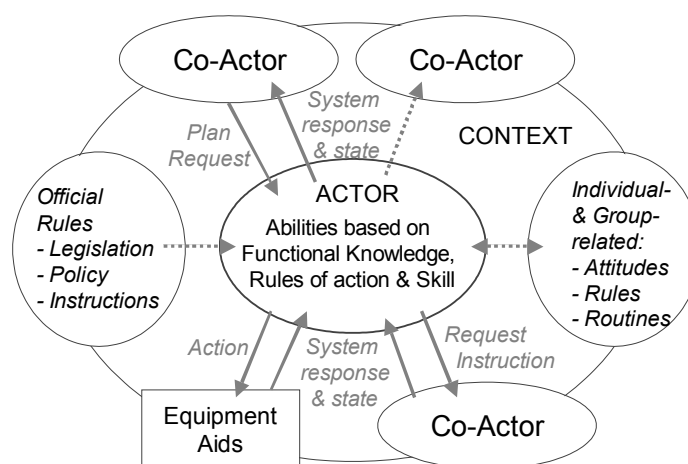 Co-Actor
Co-Actor
Plan
Request
System
response
& state
CONTEXT
Official
Rules
- Legislation
- Policy
- Instructions
ACTOR
Abilities based on
Functional Knowledge,
Rules of action & Skill
Individual-
& Group-
related:
- Attitudes
- Rules
- Routines
Action
System
response
& state
Request
Instruction
Equipment
Aids
Co-Actor